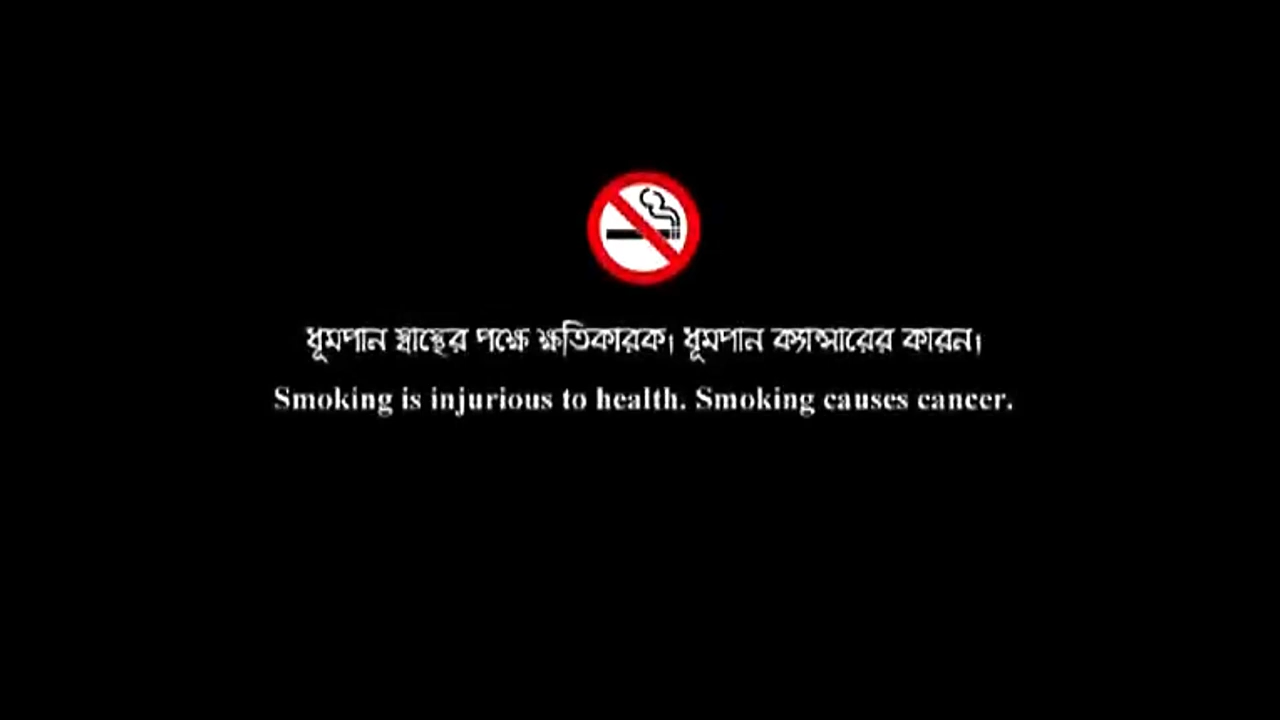 ধূমপান স্বাস্থের পক্ষে ক্ষতিকারক। ধূমপান ক্যান্সারের কারন।
Smoking is injurious to health. Smoking causes cancer.